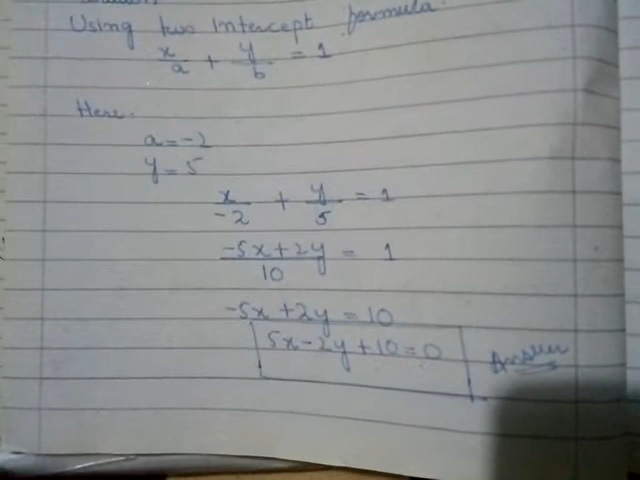 Using two Intercept formula
x/a + y/b = 1
Here.
a = -2
y = 5
x/-2 + y/5 = 1
-5x+2y/10 = 1
-5x+2y = 10
5x-2y+10=0 Answer